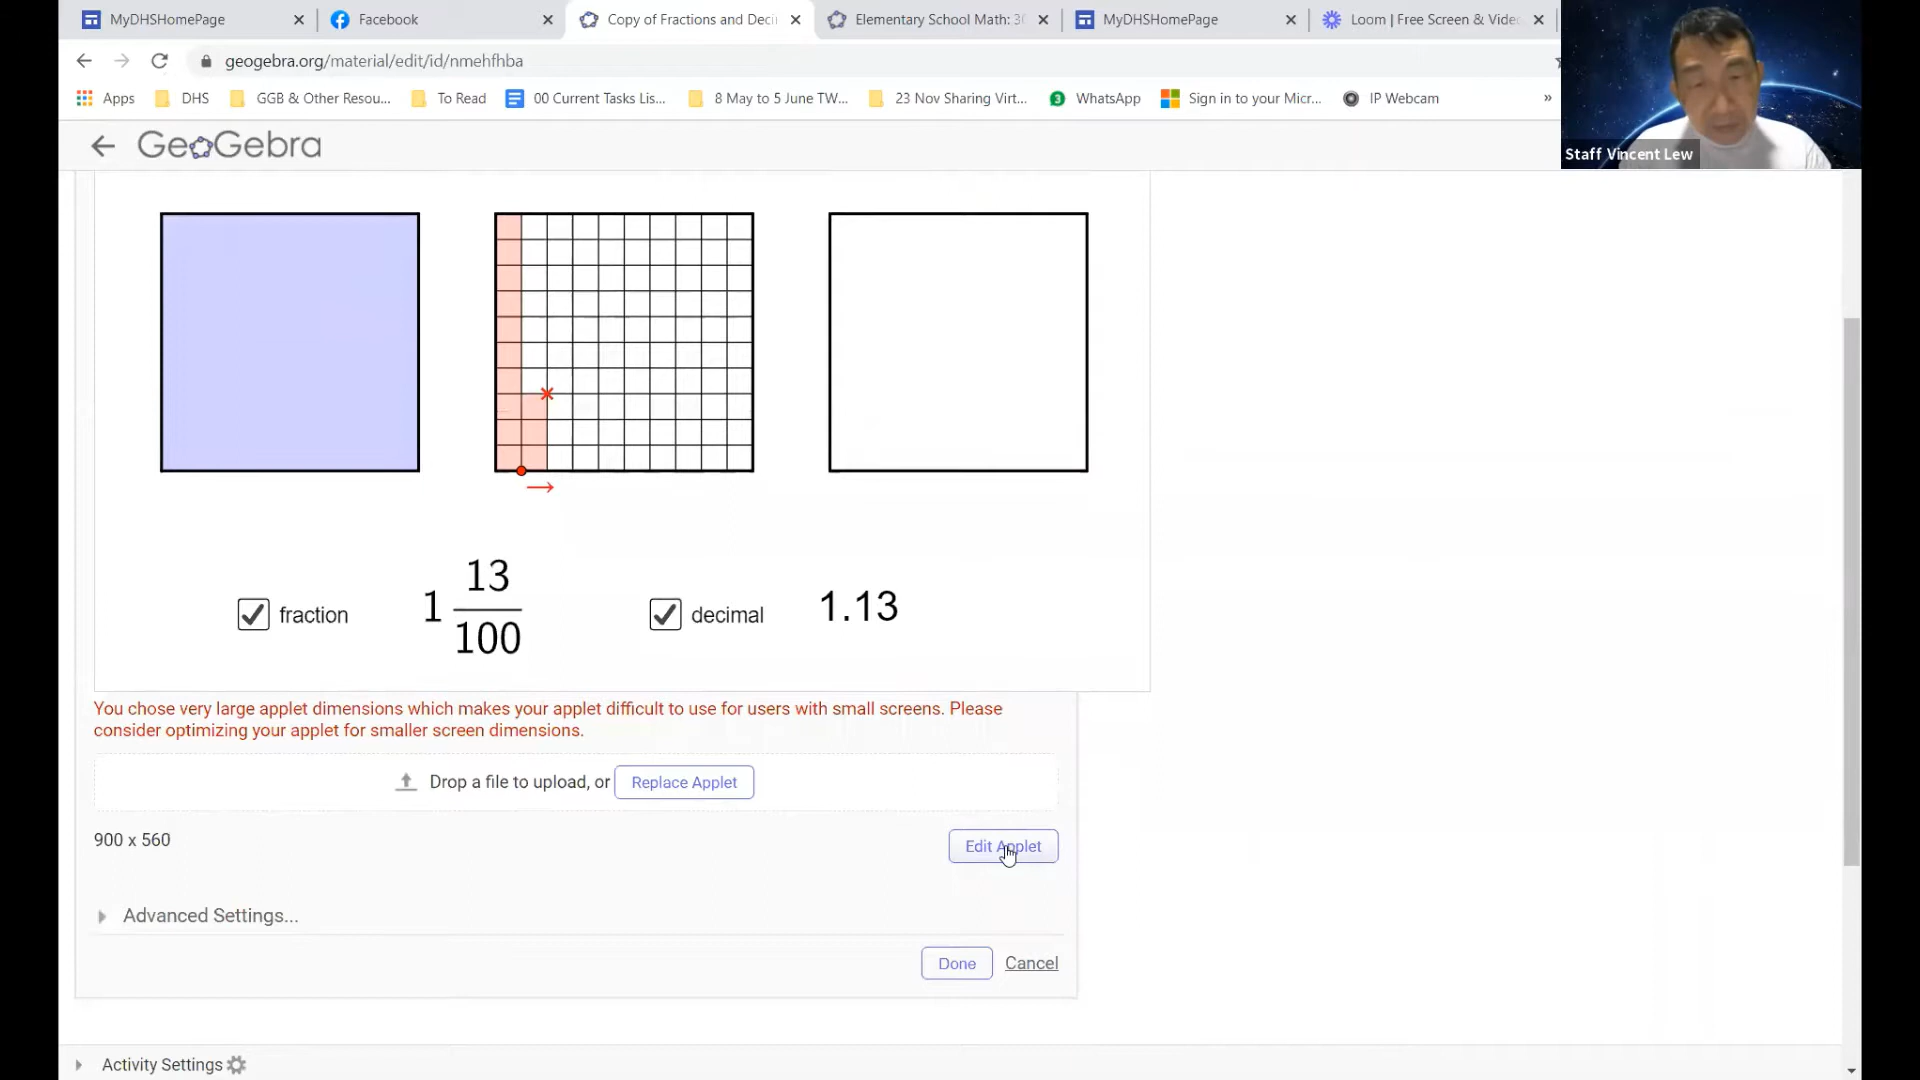 MyDHSHomePage
Facebook
Copy of Fractions and Deci
Elementary School Math: 30
MyDHSHomePage
Loom | Free Screen & Video
geogebra.org/material/edit/id/nmehfhba
Apps
DHS
GGB & Other Resou...
To Read
00 Current Tasks Lis...
8 May to 5 June TW...
23 Nov Sharing Virt...
3
WhatsApp
Sign in to your Micr...
IP Webcam
»
Staff Vincent Lew
GeoGebra
fraction
1 13/100
decimal
1.13
You chose very large applet dimensions which makes your applet difficult to use for users with small screens. Please
consider optimizing your applet for smaller screen dimensions.
Drop a file to upload, or
Replace Applet
900 x 560
Edit Applet
Advanced Settings...
Done
Cancel
Activity Settings